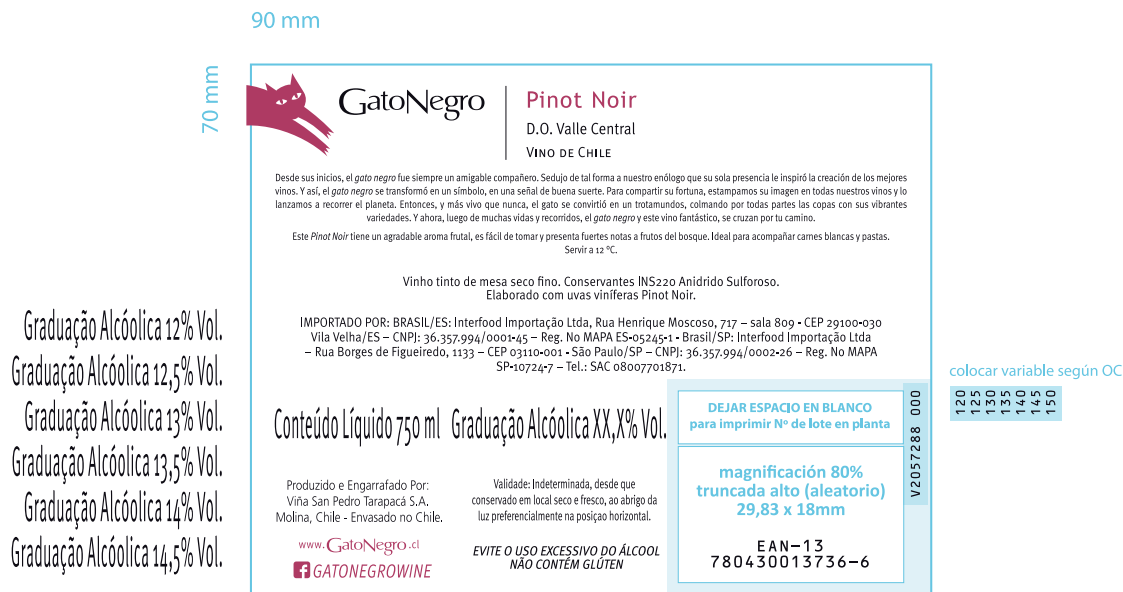 90 mm
70 mm
GatoNegro
Pinot Noir
D.O. Valle Central
VINO DE CHILE
Desde sus inicios, el gato negro fue siempre un amigable compañero. Sedujo de tal forma a nuestro enólogo que su sola presencia le inspiró la creación de los mejores
vinos. Y así, el gato negro se transformó en un símbolo, en una señal de buena suerte. Para compartir su fortuna, estampamos su imagen en todas nuestros vinos y lo
lanzamos a recorrer el planeta. Entonces, y más vivo que nunca, el gato se convirtió en un trotamundos, colmando por todas partes las copas con sus vibrantes
variedades. Y ahora, luego de muchas vidas y recorridos, el gato negro y este vino fantástico, se cruzan por tu camino.
Este Pinot Noir tiene un agradable aroma frutal, es fácil de tomar y presenta fuertes notas a frutos del bosque. Ideal para acompañar carnes blancas y pastas.
Servir a 12 °C.
Vinho tinto de mesa seco fino. Conservantes INS220 Anidrido Sulforoso.
Elaborado com uvas viníferas Pinot Noir.
IMPORTADO POR: BRASIL/ES: Interfood Importação Ltda, Rua Henrique Moscoso, 717 – sala 809 - CEP 29100-030
Vila Velha/ES – CNPJ: 36.357.994/0001-45 – Reg. No MAPA ES-05245-1 - Brasil/SP: Interfood Importação Ltda
– Rua Borges de Figueiredo, 1133 – CEP 03110-001 - São Paulo/SP – CNPJ: 36.357.994/0002-26 – Reg. No MAPA
SP-10724-7 – Tel.: SAC 08007701871.
Graduação Alcóolica 12% Vol.
Graduação Alcóolica 12,5% Vol.
Graduação Alcóolica 13% Vol.
Graduação Alcóolica 13,5% Vol.
Graduação Alcóolica 14% Vol.
Graduação Alcóolica 14,5% Vol.
Conteúdo Líquido 750 ml Graduação Alcóolica XX,X% Vol.
Produzido e Engarrafado Por:
Viña San Pedro Tarapacá S.A.
Molina, Chile - Envasado no Chile.
www.GatoNegro.cl
GATONEGROWINE
Validade: Indeterminada, desde que
conservado em local seco e fresco, ao abrigo da
luz preferencialmente na posiçao horizontal.
EVITE O USO EXCESSIVO DO ÁLCOOL
NÃO CONTÉM GLÚTEN
DEJAR ESPACIO EN BLANCO
para imprimir Nº de lote en planta
magnificación 80%
truncada alto (aleatorio)
29,83 x 18mm
EAN-13
780430013736-6
V2057288 000
colocar variable según OC
120
125
130
135
140
145
150